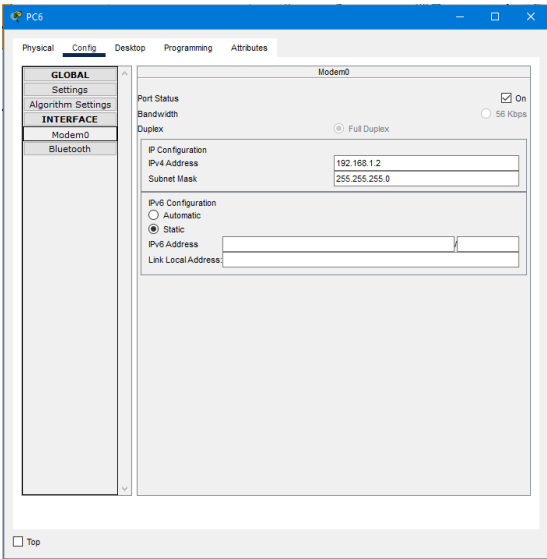 PC6
Physical Config Desktop Programming Attributes
GLOBAL
Settings
Algorithm Settings
INTERFACE
Modem0
Bluetooth
Modem0
Port Status On
Bandwidth 56 Kbps
Duplex Full Duplex
IP Configuration
IPv4 Address 192.168.1.2
Subnet Mask 255.255.255.0
IPv6 Configuration
Automatic
Static
IPv6 Address /
Link Local Address:
Top